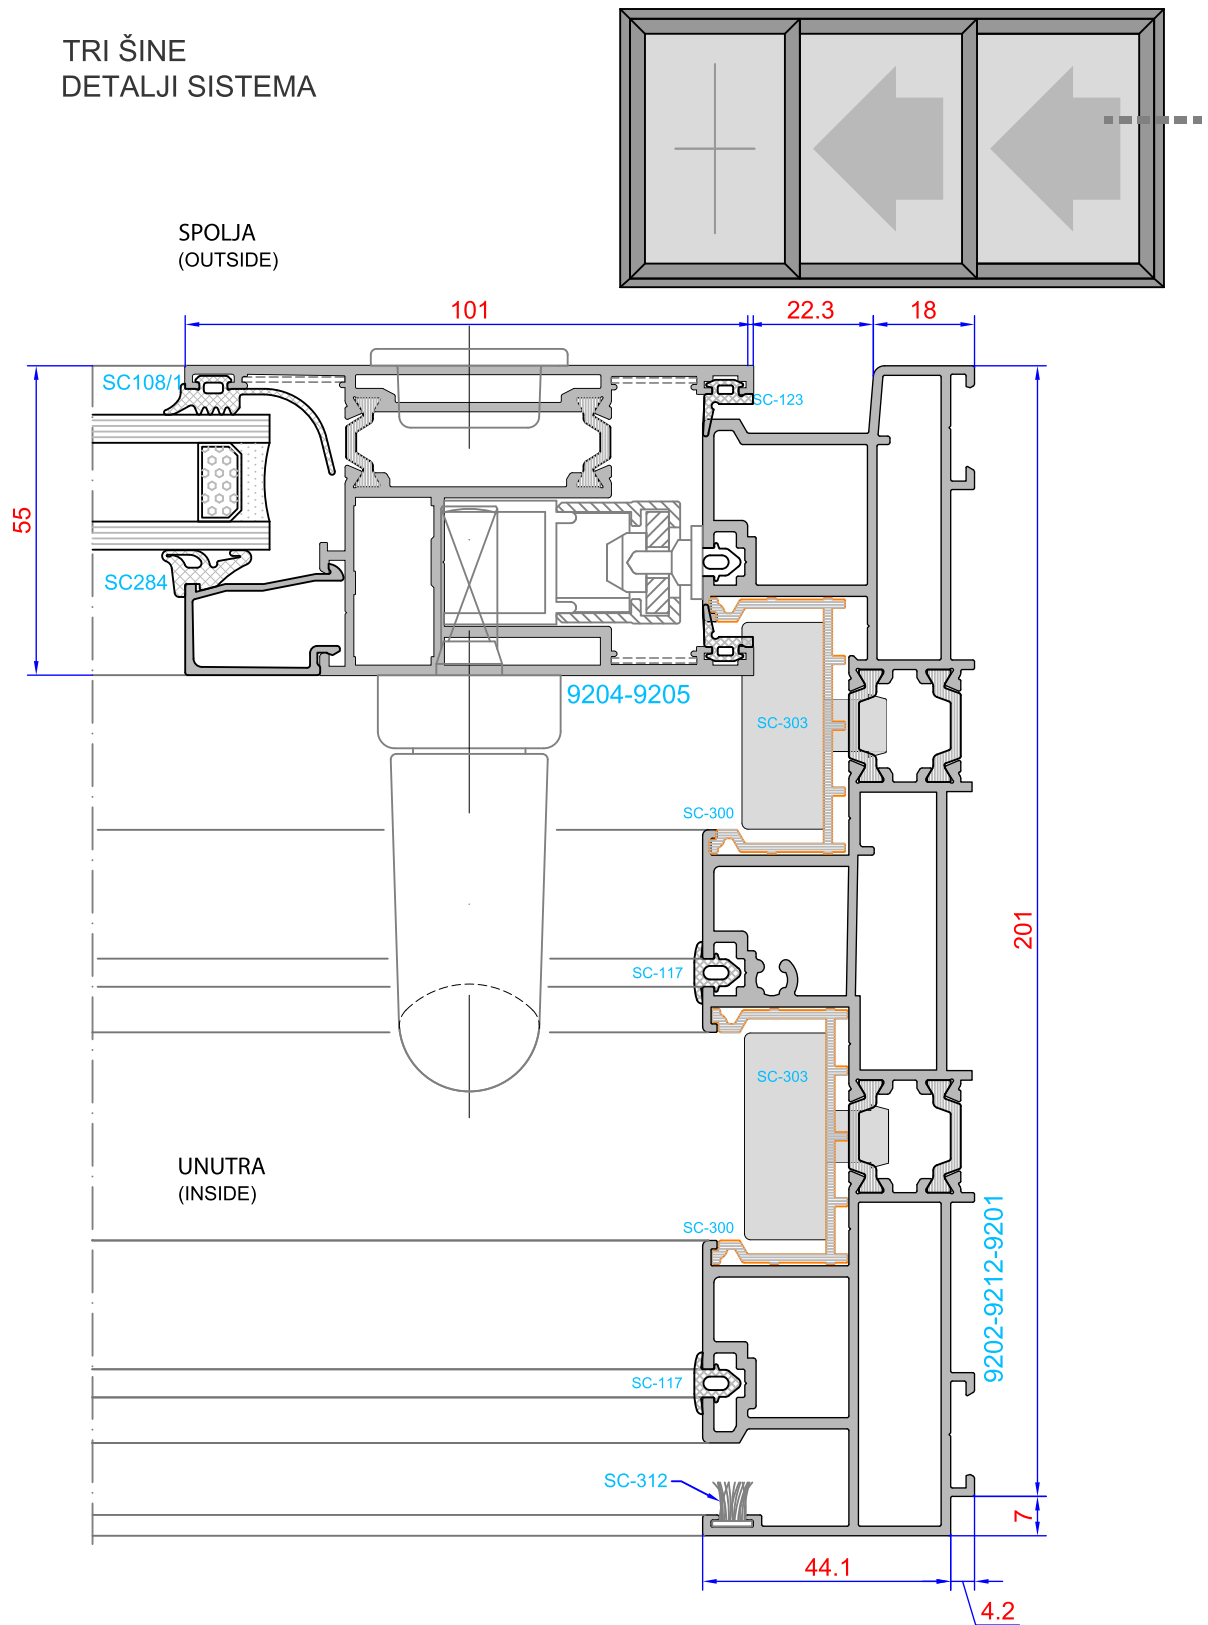 TRI ŠINE
DETALJI SISTEMA
SPOLJA
(OUTSIDE)
101
22.3
18
SC108/1
SC-123
55
SC284
9204-9205
SC-303
SC-300
201
SC-117
SC-303
UNUTRA
(INSIDE)
SC-300
9202-9212-9201
SC-117
SC-312
7
44.1
4.2